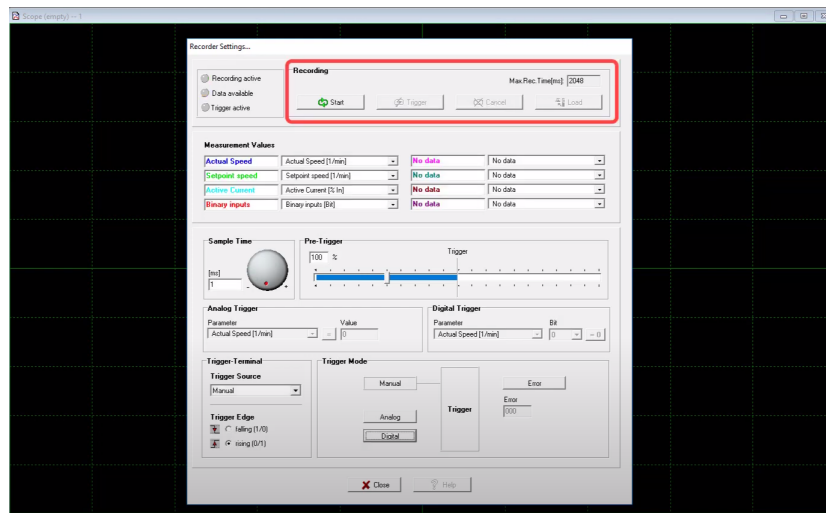 Scope (empty) -- 1
Recorder Settings...
Recording active
Data available
Trigger active
Recording
Max.Rec.Time[ms]: 2048
Start
Trigger
Cancel
Load
Measurement Values
Actual Speed Actual Speed [1/min] No data No data
Setpoint speed Setpoint speed [1/min] No data No data
Active Current Active Current [% In] No data No data
Binary inputs Binary inputs [Bit] No data No data
Sample Time
[ms]
1
- +
Pre-Trigger
100 %
Trigger
Analog Trigger
Parameter Value
Actual Speed [1/min] = 0
Digital Trigger
Parameter Bit
Actual Speed [1/min] 0 = 0
Trigger-Terminal
Trigger Source
Manual
Trigger Edge
falling (1/0)
rising (0/1)
Trigger Mode
Manual
Analog
Digital
Trigger
Error
Error
000
Close
Help